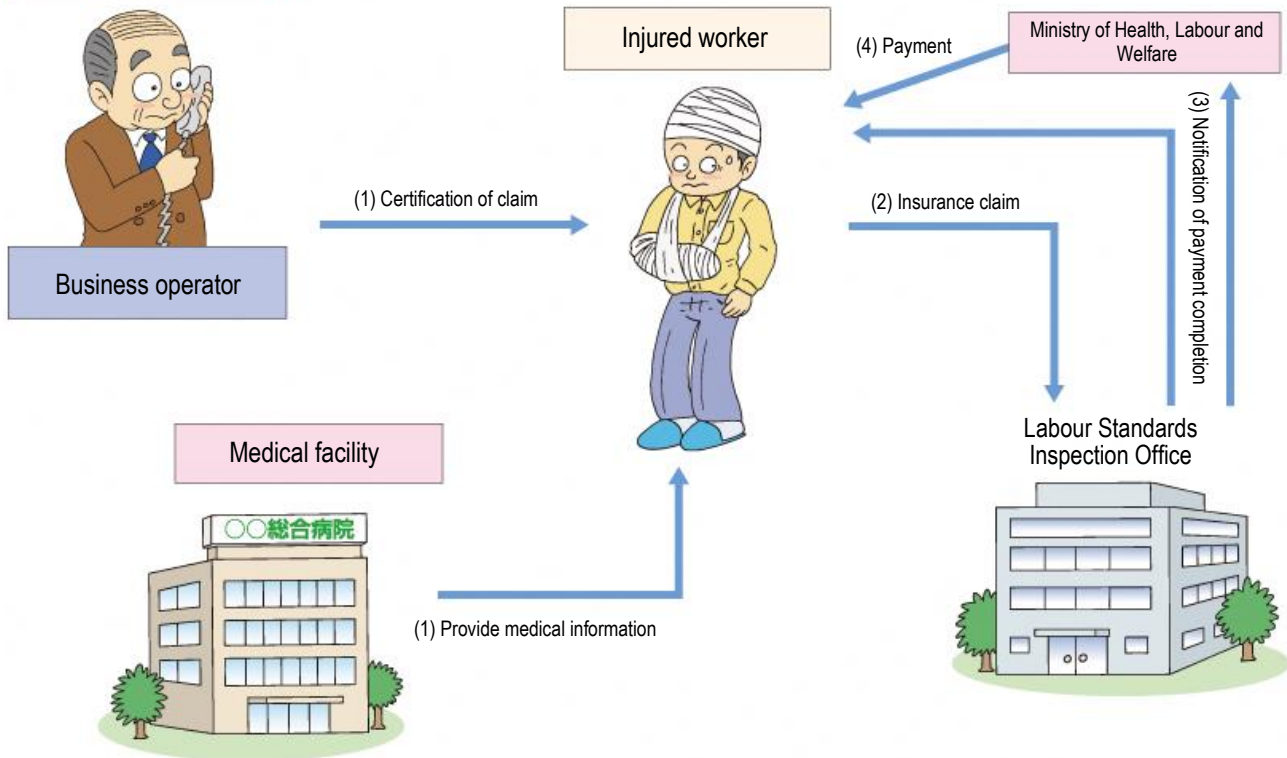 Injured worker
(4) Payment
Ministry of Health, Labour and
Welfare
(1) Certification of claim
(2) Insurance claim
(3) Notification of payment completion
Business operator
Medical facility
○○総合病院
(1) Provide medical information
Labour Standards
Inspection Office